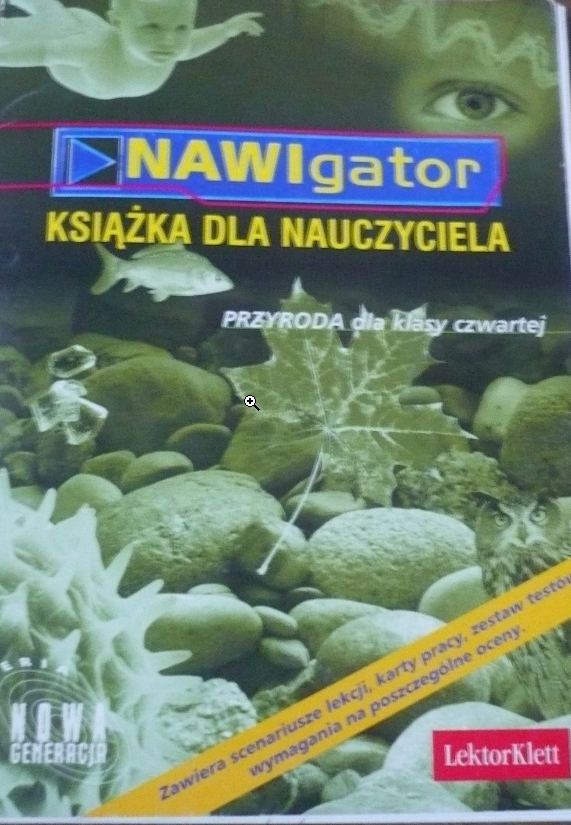 NAWIgator
KSIĄŻKA DLA NAUCZYCIELA
PRZYRODA dla klasy czwartej
Zawiera scenariusze lekcji, karty pracy, zestaw testów
wymagania na poszczególne oceny.
ERIA
NOWA
GENERACJA
LektorKlett